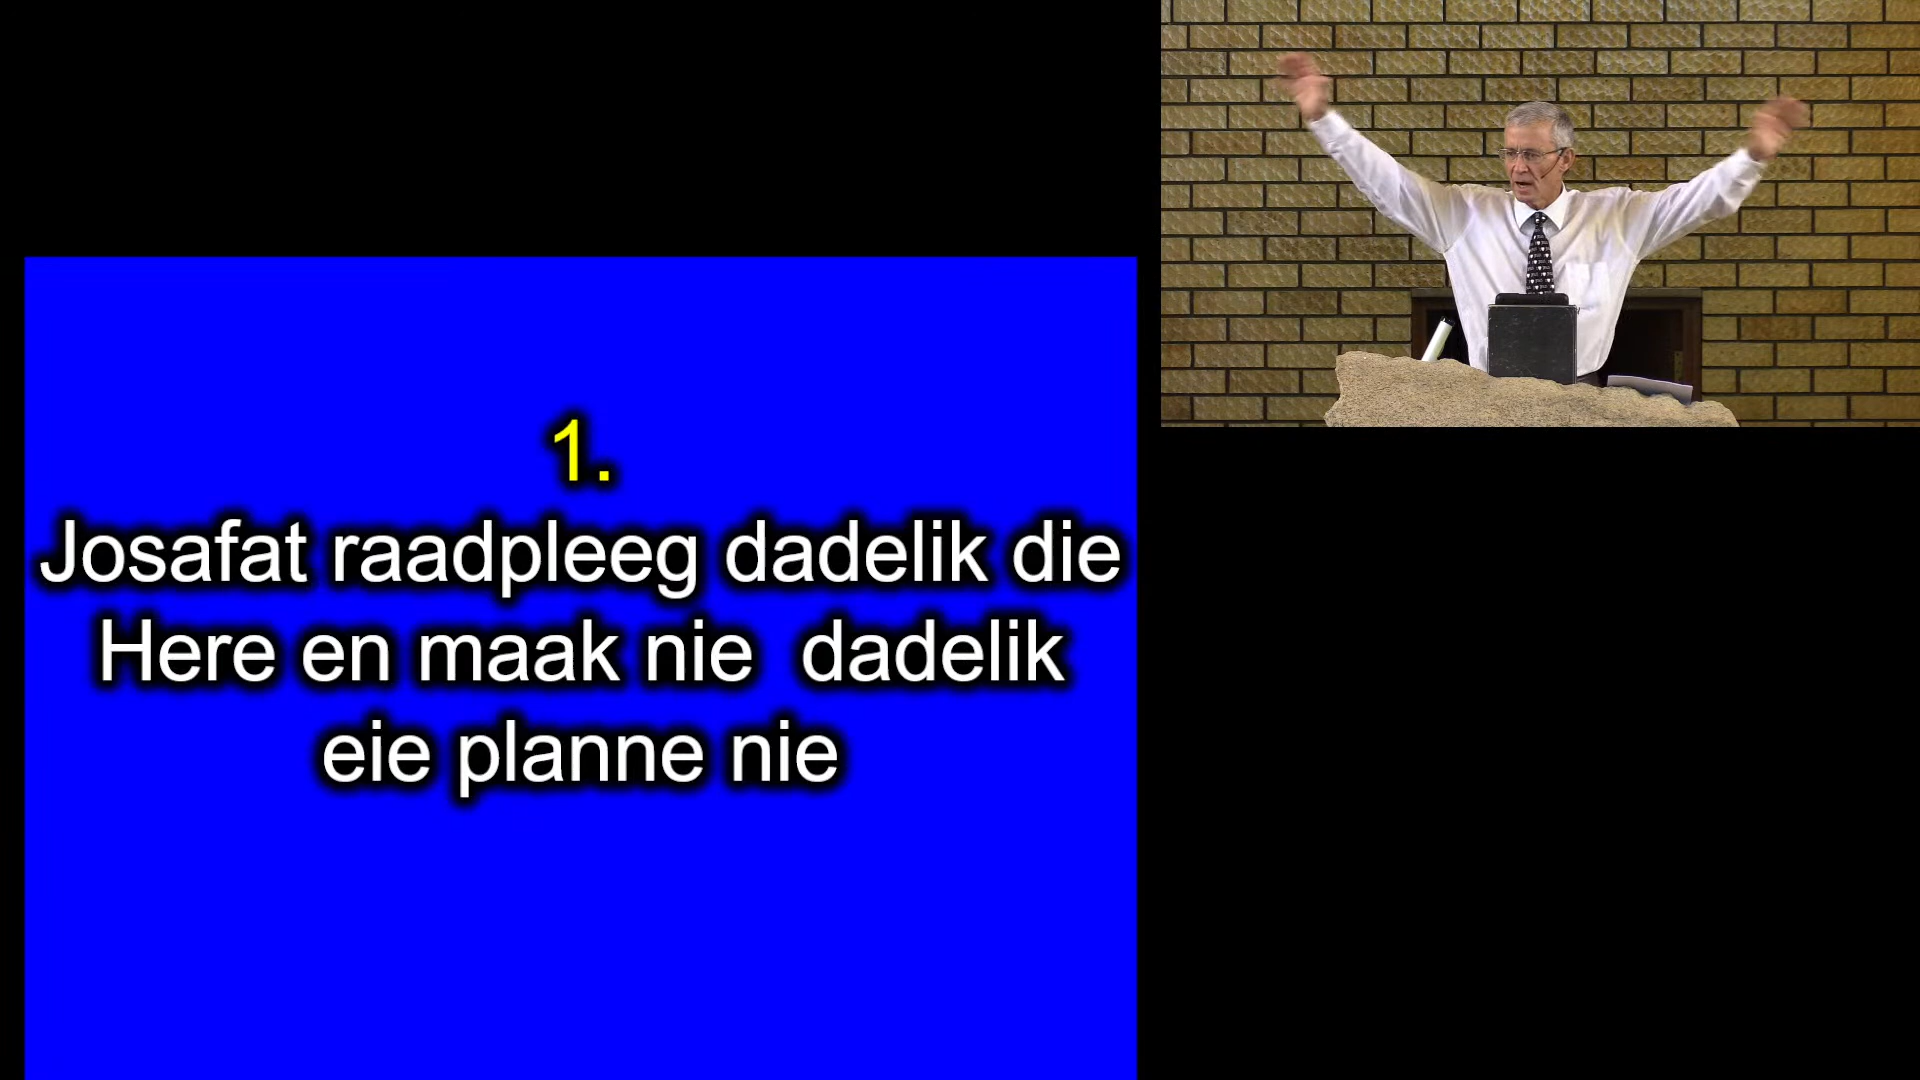 1.
Josafat raadpleeg dadelik die
Here en maak nie  dadelik
eie planne nie